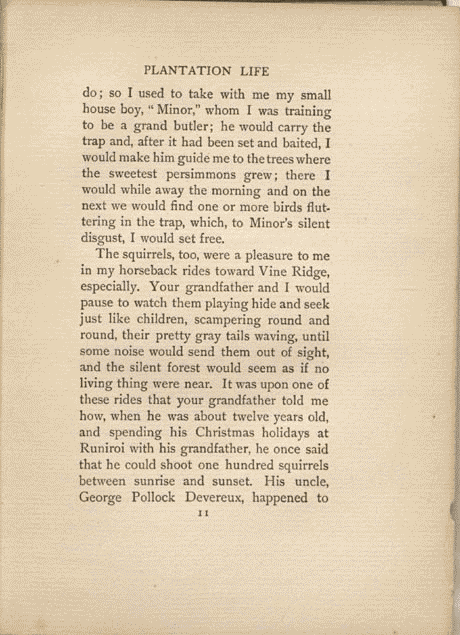 PLANTATION LIFE
do; so I used to take with me my small
house boy, “Minor,” whom I was training
to be a grand butler; he would carry the
trap and, after it had been set and baited, I
would make him guide me to the trees where
the sweetest persimmons grew; there I
would while away the morning and on the
next we would find one or more birds flut-
tering in the trap, which, to Minor's silent
disgust, I would set free.
The squirrels, too, were a pleasure to me
in my horseback rides toward Vine Ridge,
especially. Your grandfather and I would
pause to watch them playing hide and seek
just like children, scampering round and
round, their pretty gray tails waving, until
some noise would send them out of sight,
and the silent forest would seem as if no
living thing were near. It was upon one of
these rides that your grandfather told me
how, when he was about twelve years old,
and spending his Christmas holidays at
Runiroi with his grandfather, he once said
that he could shoot one hundred squirrels
between sunrise and sunset. His uncle,
George Pollock Devereux, happened to
11